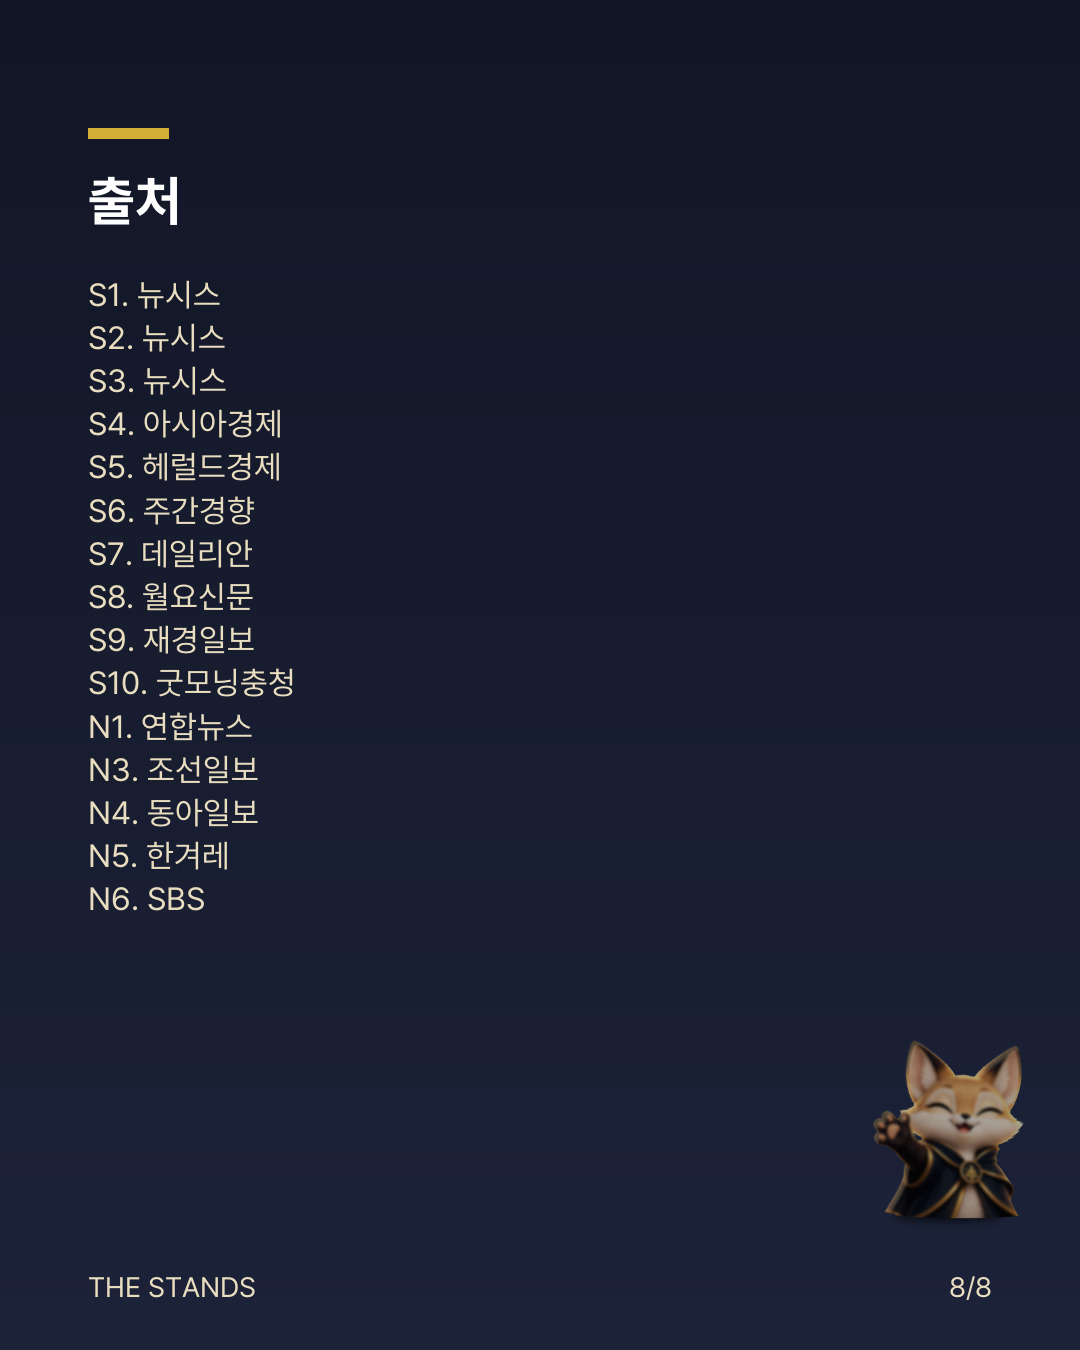 출처
S1. 뉴시스
S2. 뉴시스
S3. 뉴시스
S4. 아시아경제
S5. 헤럴드경제
S6. 주간경향
S7. 데일리안
S8. 월요신문
S9. 재경일보
S10. 굿모닝충청
N1. 연합뉴스
N3. 조선일보
N4. 동아일보
N5. 한겨레
N6. SBS
THE STANDS
8/8